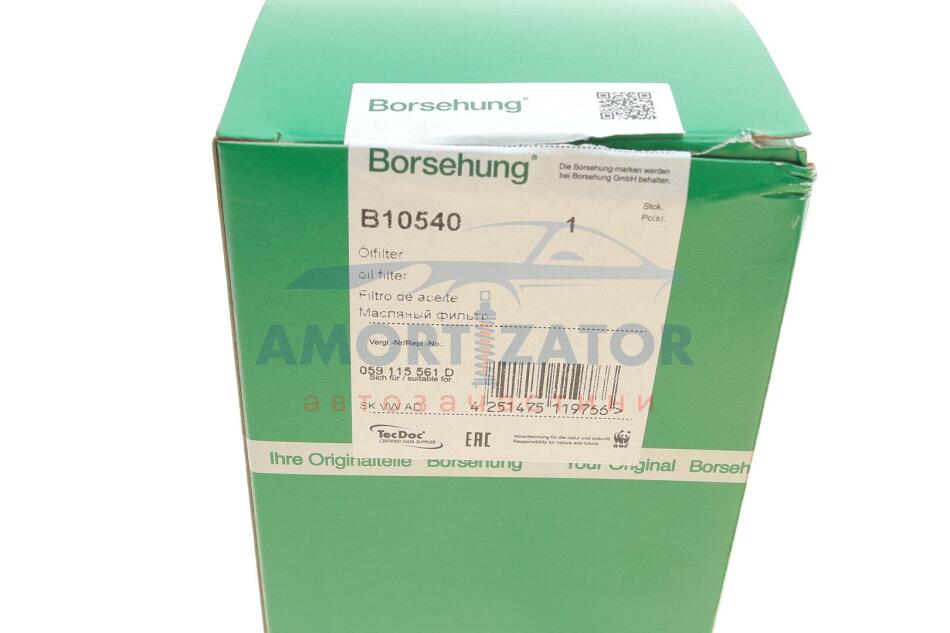 Borsehung®
Borsehung®
Die Borsehung-marken werden
bei Borsehung GmbH behalten.
B10540
1
Stck.
Pc(s).
Ölfilter
oil filter
Filtro de aceite
Масляный фильтр
AMORTIZATOR
Vergl.-Nr/Repl.-No.:
059 115 561 D
Sich für / suitable for
автозапчастини
SK VW AD
4 251475 119766 >
TecDoc®
CERTIFIED DATA SUPPLIER
EAC
Verantwortung für die natur und zukunft.
Responsibility for nature and future.
WWF
Ihre Originalteile Borsehung Your Original Borseh